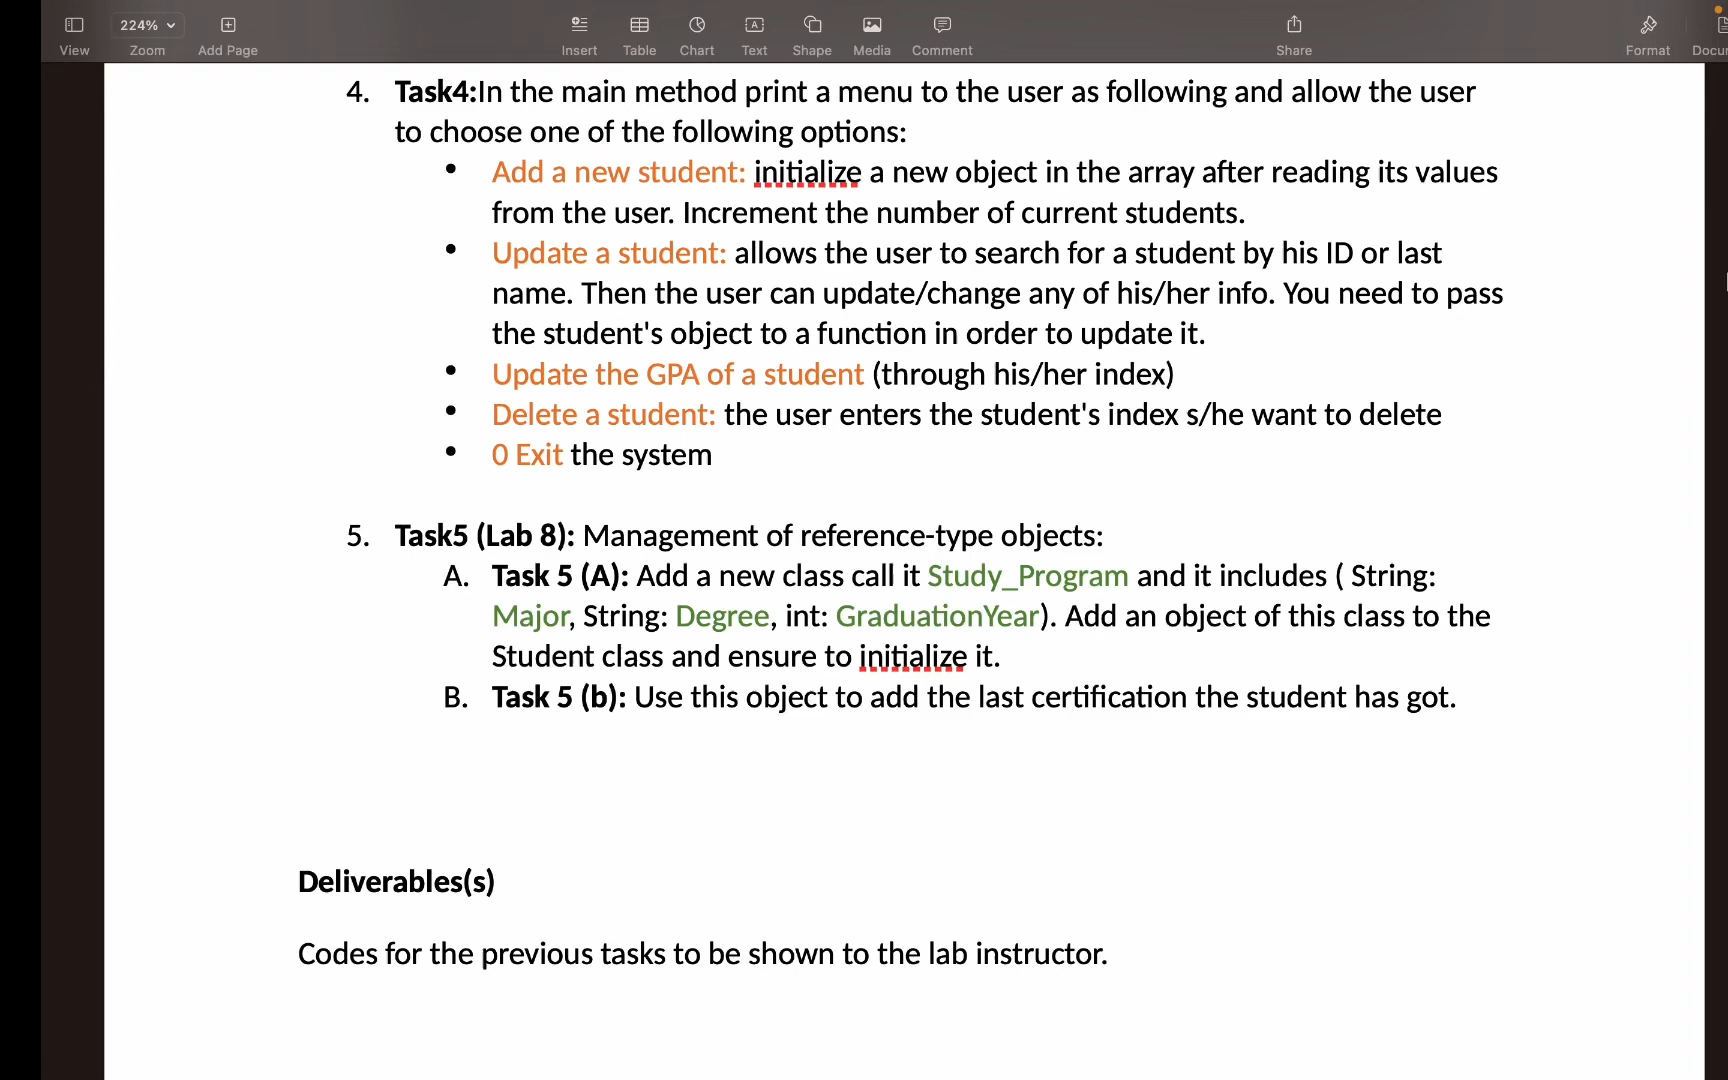 224%
View
Zoom
Add Page
Insert
Table
Chart
Text
Shape
Media
Comment
Share
Format
4. Task4:In the main method print a menu to the user as following and allow the user
to choose one of the following options:
• Add a new student: initialize a new object in the array after reading its values
from the user. Increment the number of current students.
• Update a student: allows the user to search for a student by his ID or last
name. Then the user can update/change any of his/her info. You need to pass
the student's object to a function in order to update it.
• Update the GPA of a student (through his/her index)
• Delete a student: the user enters the student's index s/he want to delete
• 0 Exit the system
5. Task5 (Lab 8): Management of reference-type objects:
A. Task 5 (A): Add a new class call it Study_Program and it includes ( String:
Major, String: Degree, int: GraduationYear). Add an object of this class to the
Student class and ensure to initialize it.
B. Task 5 (b): Use this object to add the last certification the student has got.
Deliverables(s)
Codes for the previous tasks to be shown to the lab instructor.